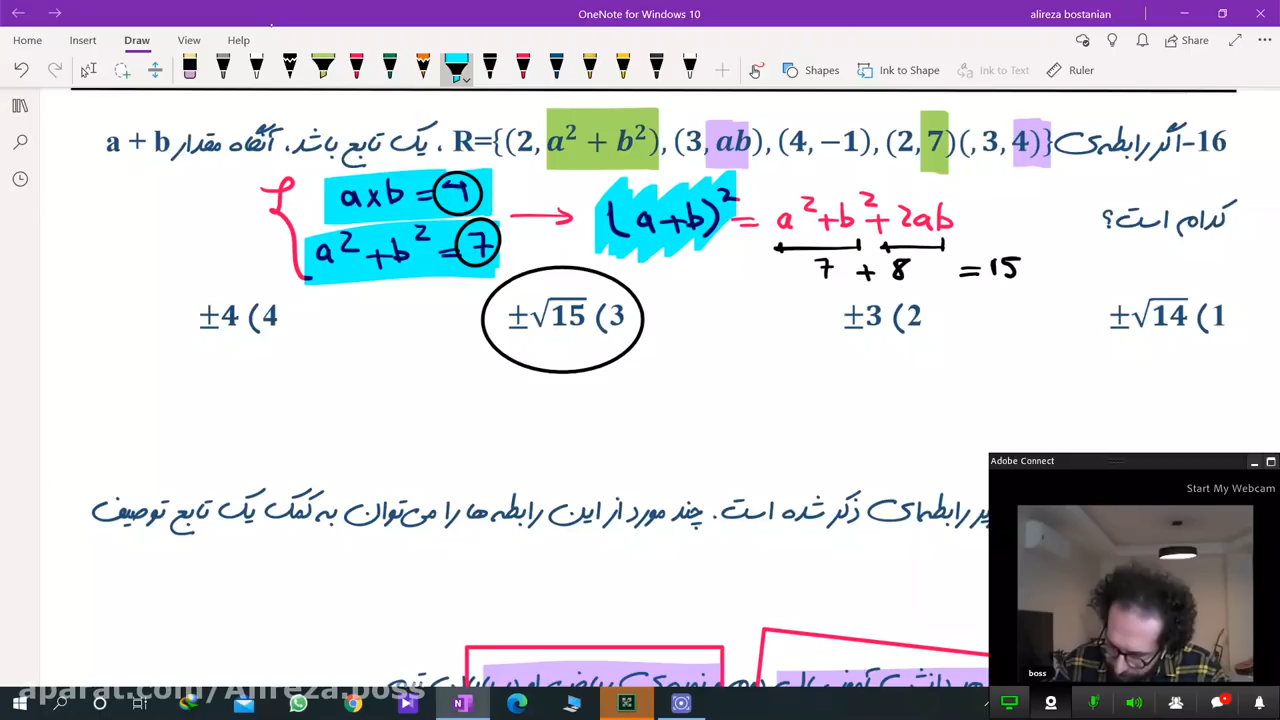 OneNote for Windows 10
alireza bostanian
Home Insert Draw View Help
Share
Shapes Ink to Shape Ink to Text Ruler
16-اگر رابطه‌ی R={(2, a² + b²), (3, ab), (4, −1), (2, 7)(, 3, 4)} ، یک تابع باشد، آنگاه مقدار a + b
کدام است؟
a×b = 4
a²+b² = 7
(a+b)² = a²+b²+2ab
7 + 8 = 15
±√14 (1
±3 (2
±√15 (3
±4 (4
رابطه‌ای ذکر شده است. چند مورد از این رابطه ها را می‌توان به کمک یک تابع توصیف
Adobe Connect
Start My Webcam
boss
aparat.com/Alireza.boss